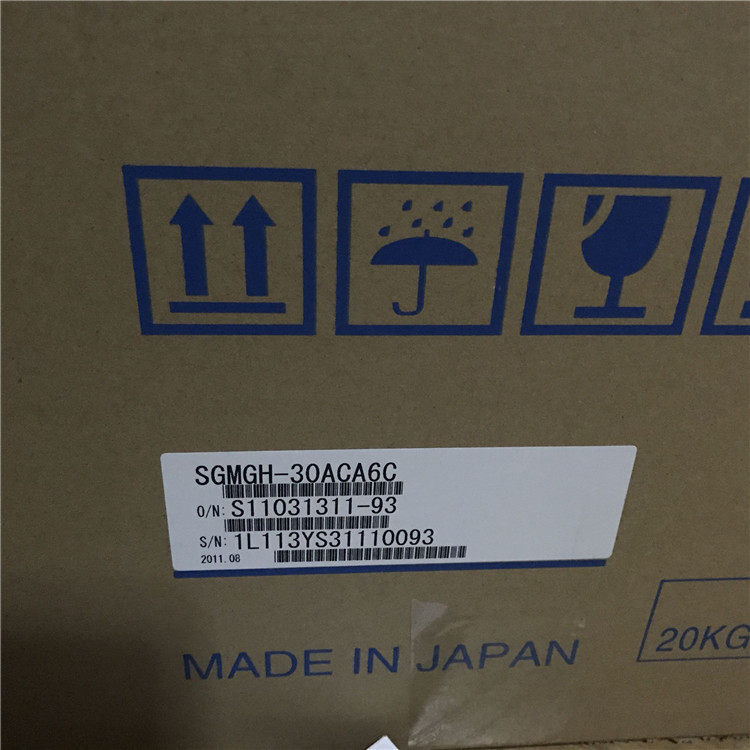 SGMGH-30ACA6C
O/N: S11031311-93
S/N: 1L113YS31110093
2011.08
20KG
MADE IN JAPAN